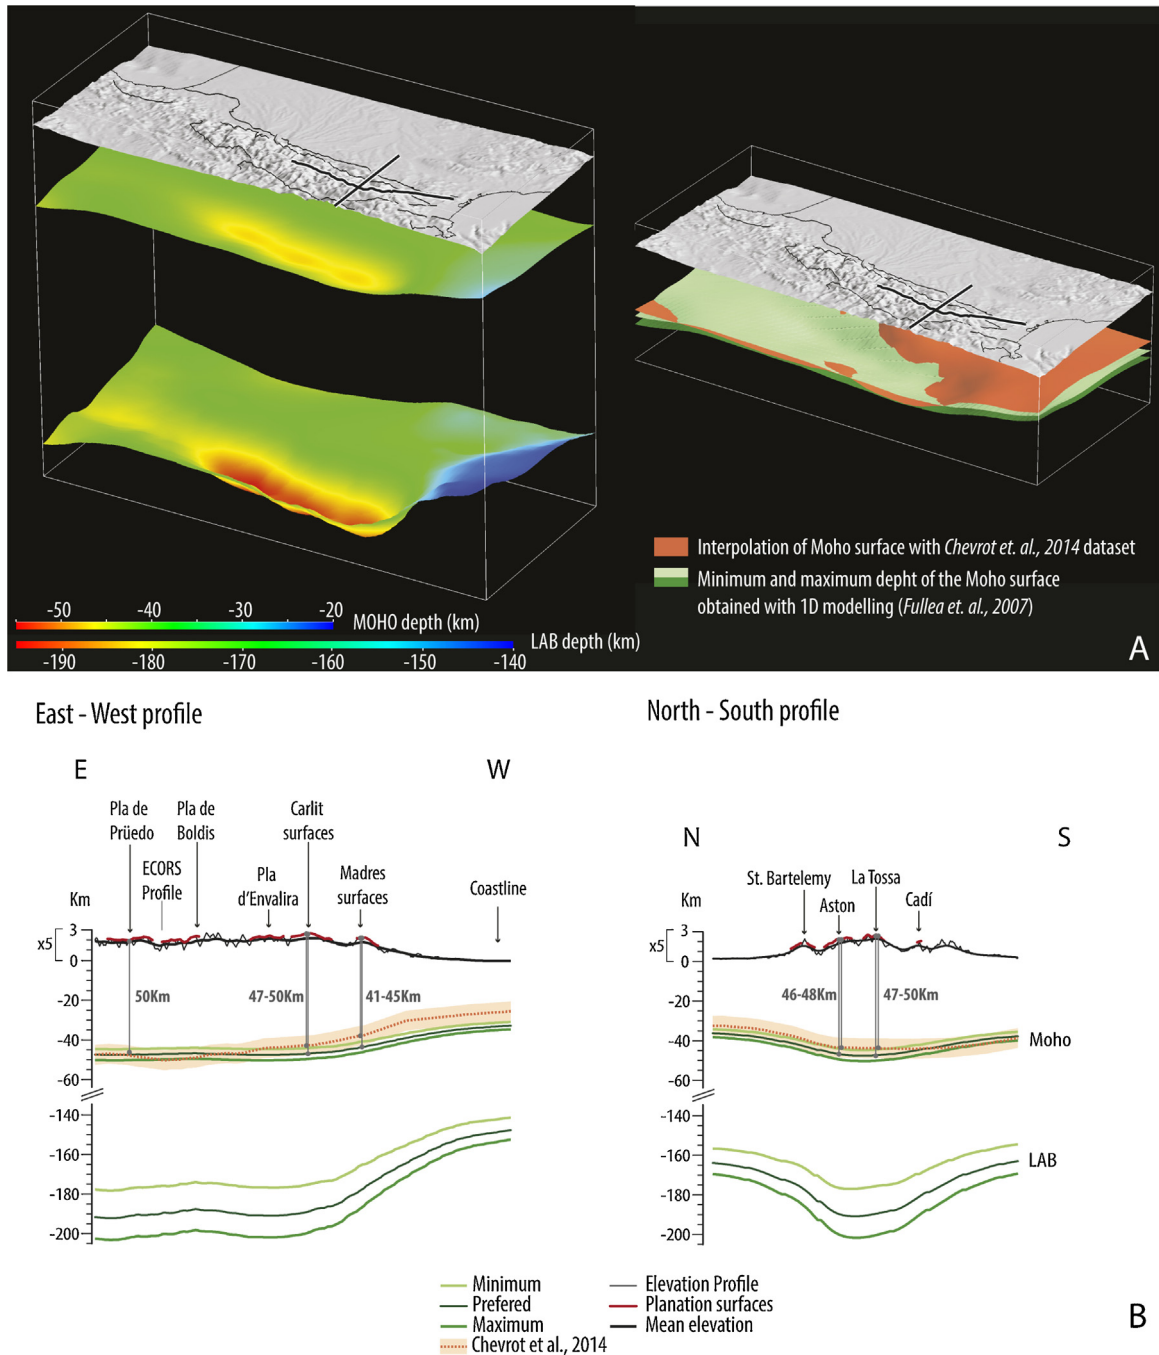 Interpolation of Moho surface with Chevrot et. al., 2014 dataset
Minimum and maximum depht of the Moho surface
obtained with 1D modelling (Fullea et. al., 2007)
-50 -40 -30 -20
MOHO depth (km)
LAB depth (km)
-190 -180 -170 -160 -150 -140
A
East - West profile
E
W
Pla de
Prüedo
Pla de
Boldis
Carlit
surfaces
ECORS
Profile
Pla
d'Envalira
Madres
surfaces
Coastline
Km
x5
3
0
-20
-40
-60
-140
-160
-180
-200
50Km
47-50Km
41-45Km
North - South profile
N
S
St. Bartelemy
La Tossa
Aston
Cadí
Km
x5
3
0
-20
-40
-60
-140
-160
-180
-200
46-48Km
47-50Km
Moho
LAB
Minimum
Prefered
Maximum
Chevrot et al., 2014
Elevation Profile
Planation surfaces
Mean elevation
B